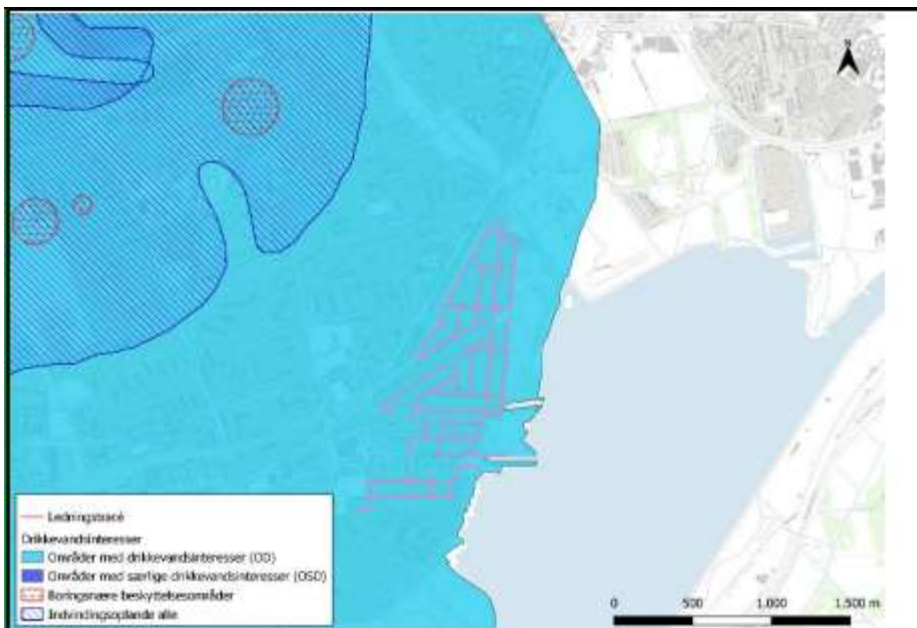 N
Ledningstracé
Drikkevandsinteresser
Områder med drikkevandsinteresser (OD)
Områder med særlige drikkevandsinteresser (OSD)
Boringsnære beskyttelsesområder
Indvindingsoplande alle
0 500 1.000 1.500 m